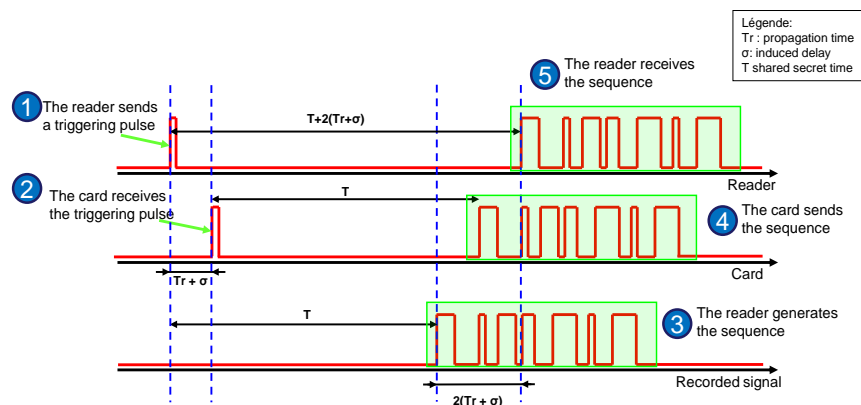 Légende:
Tr : propagation time
σ: induced delay
T shared secret time
5
The reader receives
the sequence
1
The reader sends
a triggering pulse
T+2(Tr+σ)
Reader
2
The card receives
the triggering pulse
T
4
The card sends
the sequence
Tr + σ
Card
T
3
The reader generates
the sequence
Recorded signal
2(Tr + σ)